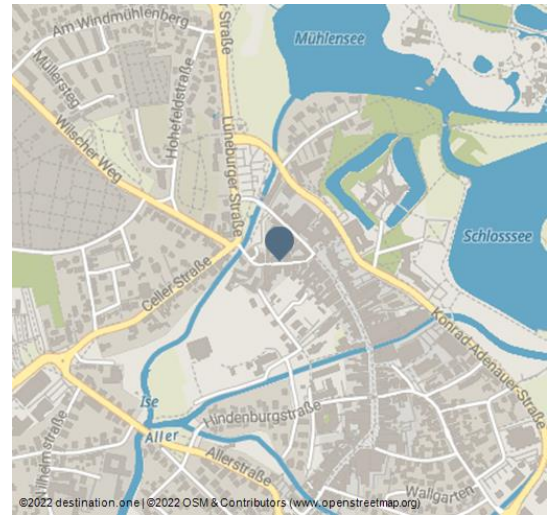 Am Windmühlenberg
Straße
Mühlensee
Müllersteg
Hohefeldstraße
Wilscher Weg
Lüneburger Straße
Schlosssee
Celler Straße
Konrad-Adenauer-Straße
Ise
Hindenburgstraße
Aller
Allerstraße
Wallgarten
©2022 destination.one | ©2022 OSM & Contributors (www.openstreetmap.org)